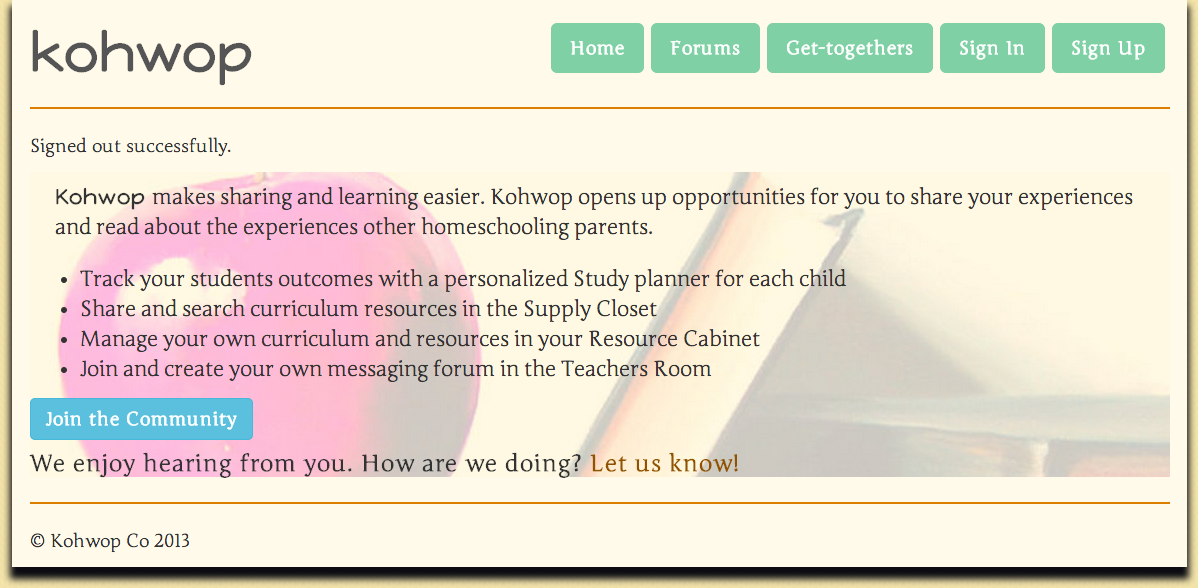 kohwop
Home Forums Get-togethers Sign In Sign Up
Signed out successfully.
Kohwop makes sharing and learning easier. Kohwop opens up opportunities for you to share your experiences
and read about the experiences other homeschooling parents.
• Track your students outcomes with a personalized Study planner for each child
• Share and search curriculum resources in the Supply Closet
• Manage your own curriculum and resources in your Resource Cabinet
• Join and create your own messaging forum in the Teachers Room
Join the Community
We enjoy hearing from you. How are we doing? Let us know!
© Kohwop Co 2013